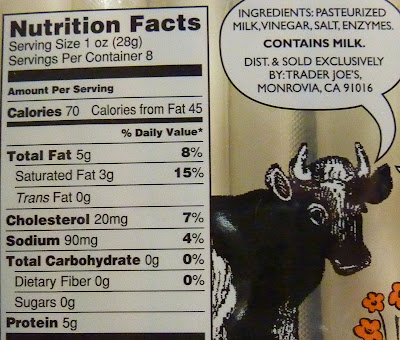 Nutrition Facts
Serving Size 1 oz (28g)
Servings Per Container 8
Amount Per Serving
Calories 70 Calories from Fat 45
% Daily Value*
Total Fat 5g 8%
Saturated Fat 3g 15%
Trans Fat 0g
Cholesterol 20mg 7%
Sodium 90mg 4%
Total Carbohydrate 0g 0%
Dietary Fiber 0g 0%
Sugars 0g
Protein 5g
INGREDIENTS: PASTEURIZED
MILK, VINEGAR, SALT, ENZYMES.
CONTAINS MILK.
DIST. & SOLD EXCLUSIVELY
BY: TRADER JOE'S,
MONROVIA, CA 91016